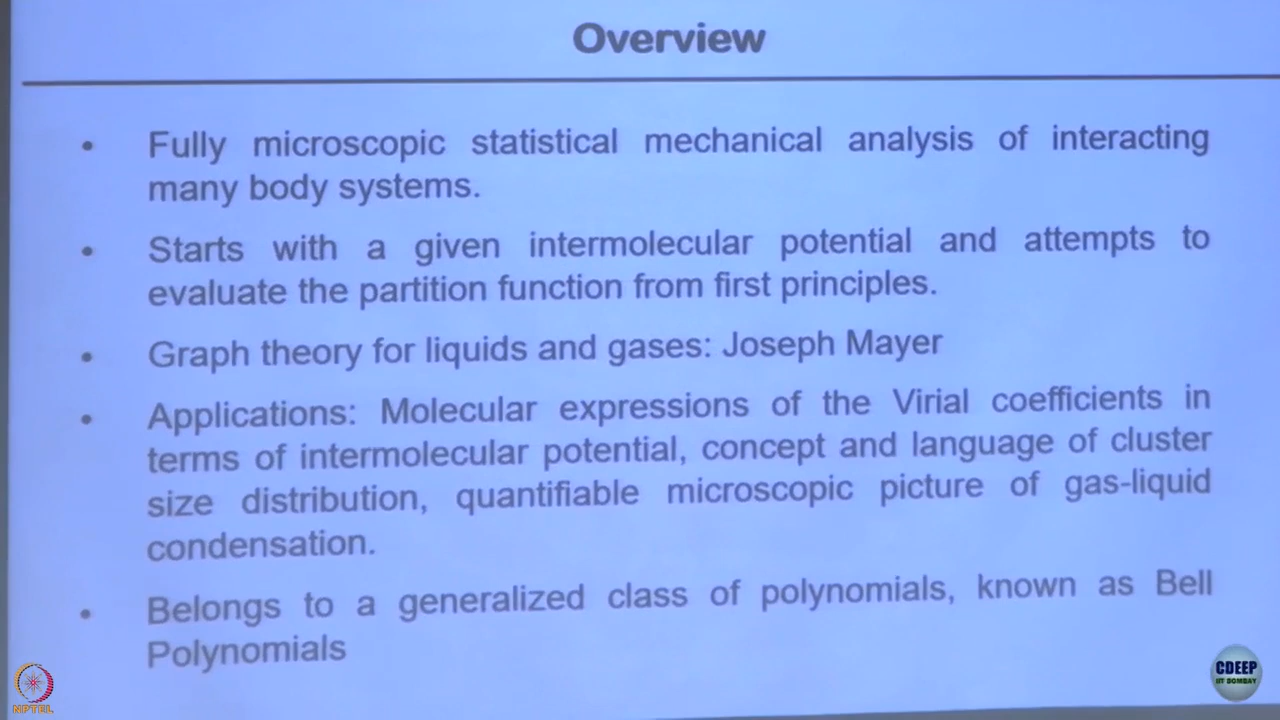 Overview
• Fully microscopic statistical mechanical analysis of interacting
many body systems.
• Starts with a given intermolecular potential and attempts to
evaluate the partition function from first principles.
• Graph theory for liquids and gases: Joseph Mayer
• Applications: Molecular expressions of the Virial coefficients in
terms of intermolecular potential, concept and language of cluster
size distribution, quantifiable microscopic picture of gas-liquid
condensation.
• Belongs to a generalized class of polynomials, known as Bell
Polynomials
NPTEL
CDEEP
IIT BOMBAY